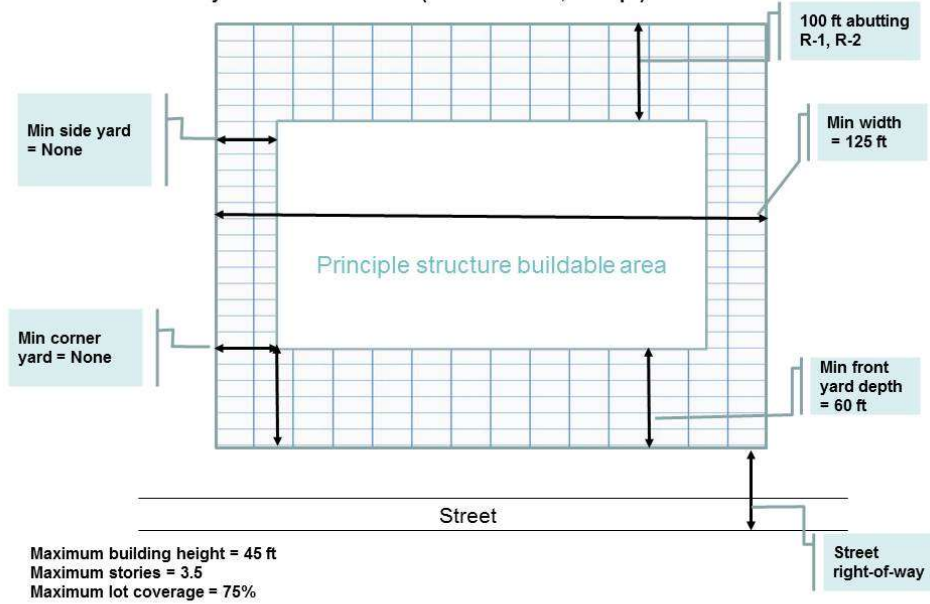 100 ft abutting
R-1, R-2
Min side yard
= None
Min width
= 125 ft
Principle structure buildable area
Min corner
yard = None
Min front
yard depth
= 60 ft
Street
Maximum building height = 45 ft
Maximum stories = 3.5
Maximum lot coverage = 75%
Street
right-of-way